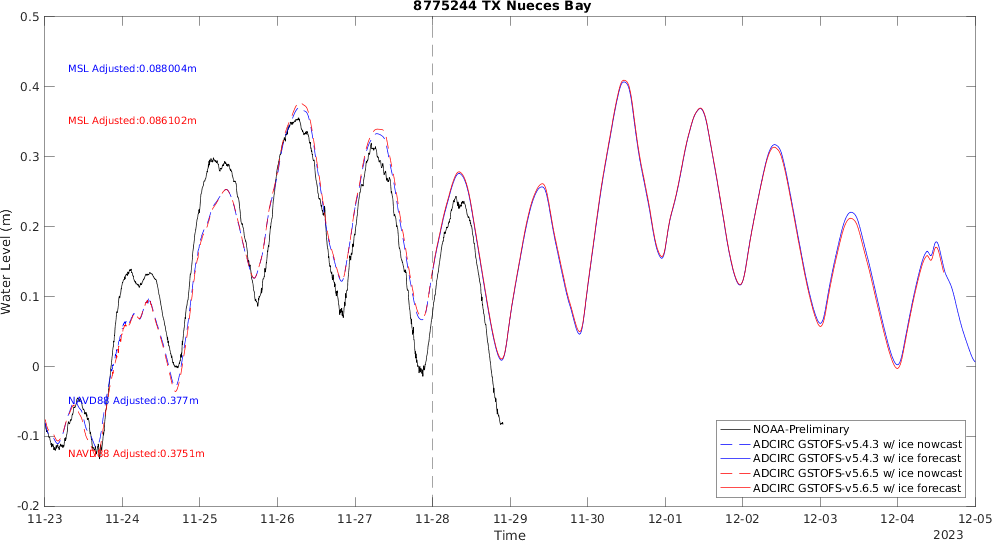 8775244 TX Nueces Bay
Water Level (m)
0.5
0.4
0.3
0.2
0.1
0
-0.1
-0.2
MSL Adjusted:0.088004m
MSL Adjusted:0.086102m
NAVD88 Adjusted:0.377m
NAVD88 Adjusted:0.3751m
NOAA-Preliminary
ADCIRC GSTOFS-v5.4.3 w/ ice nowcast
ADCIRC GSTOFS-v5.4.3 w/ ice forecast
ADCIRC GSTOFS-v5.6.5 w/ ice nowcast
ADCIRC GSTOFS-v5.6.5 w/ ice forecast
11-23 11-24 11-25 11-26 11-27 11-28 11-29 11-30 12-01 12-02 12-03 12-04 12-05
Time
2023